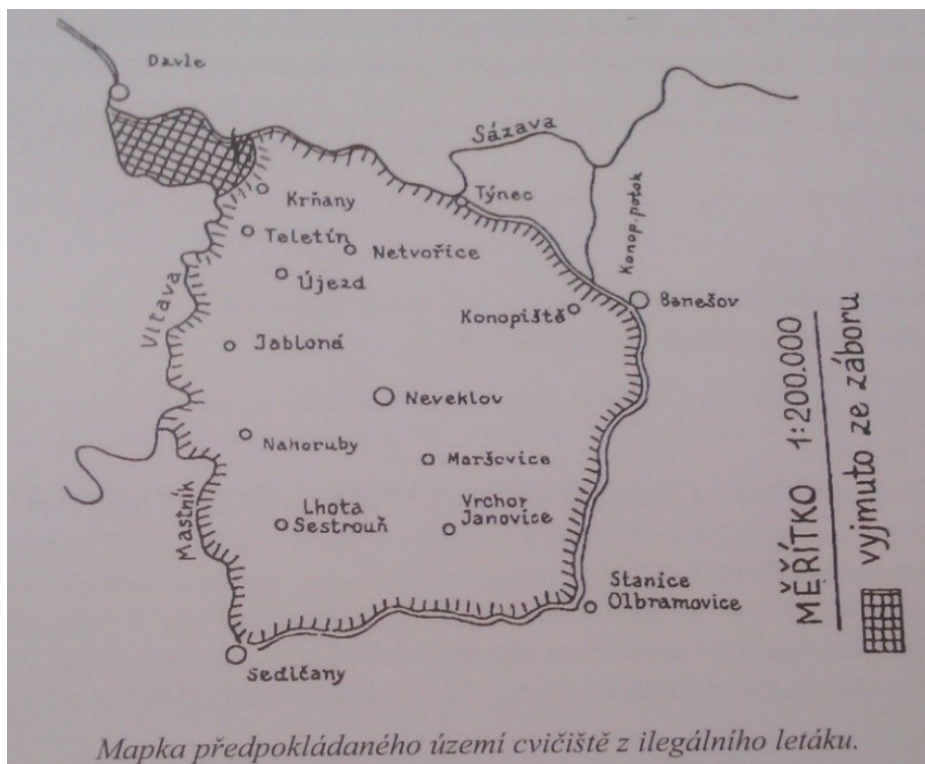 Davle
Sázava
Týnec
Konop. potok
Krňany
Teletín
Netvořice
Újezd
Vltava
Konopiště
Banešov
Jabloná
Neveklov
Nahoruby
Maršovice
Mastník
Lhota
Sestrouň
Vrchor
Janovice
Stanice
Olbramovice
Sedlčany
MĚŘÍTKO 1:200.000
vyjmuto ze záboru
Mapka předpokládaného území cvičiště z ilegálního letáku.